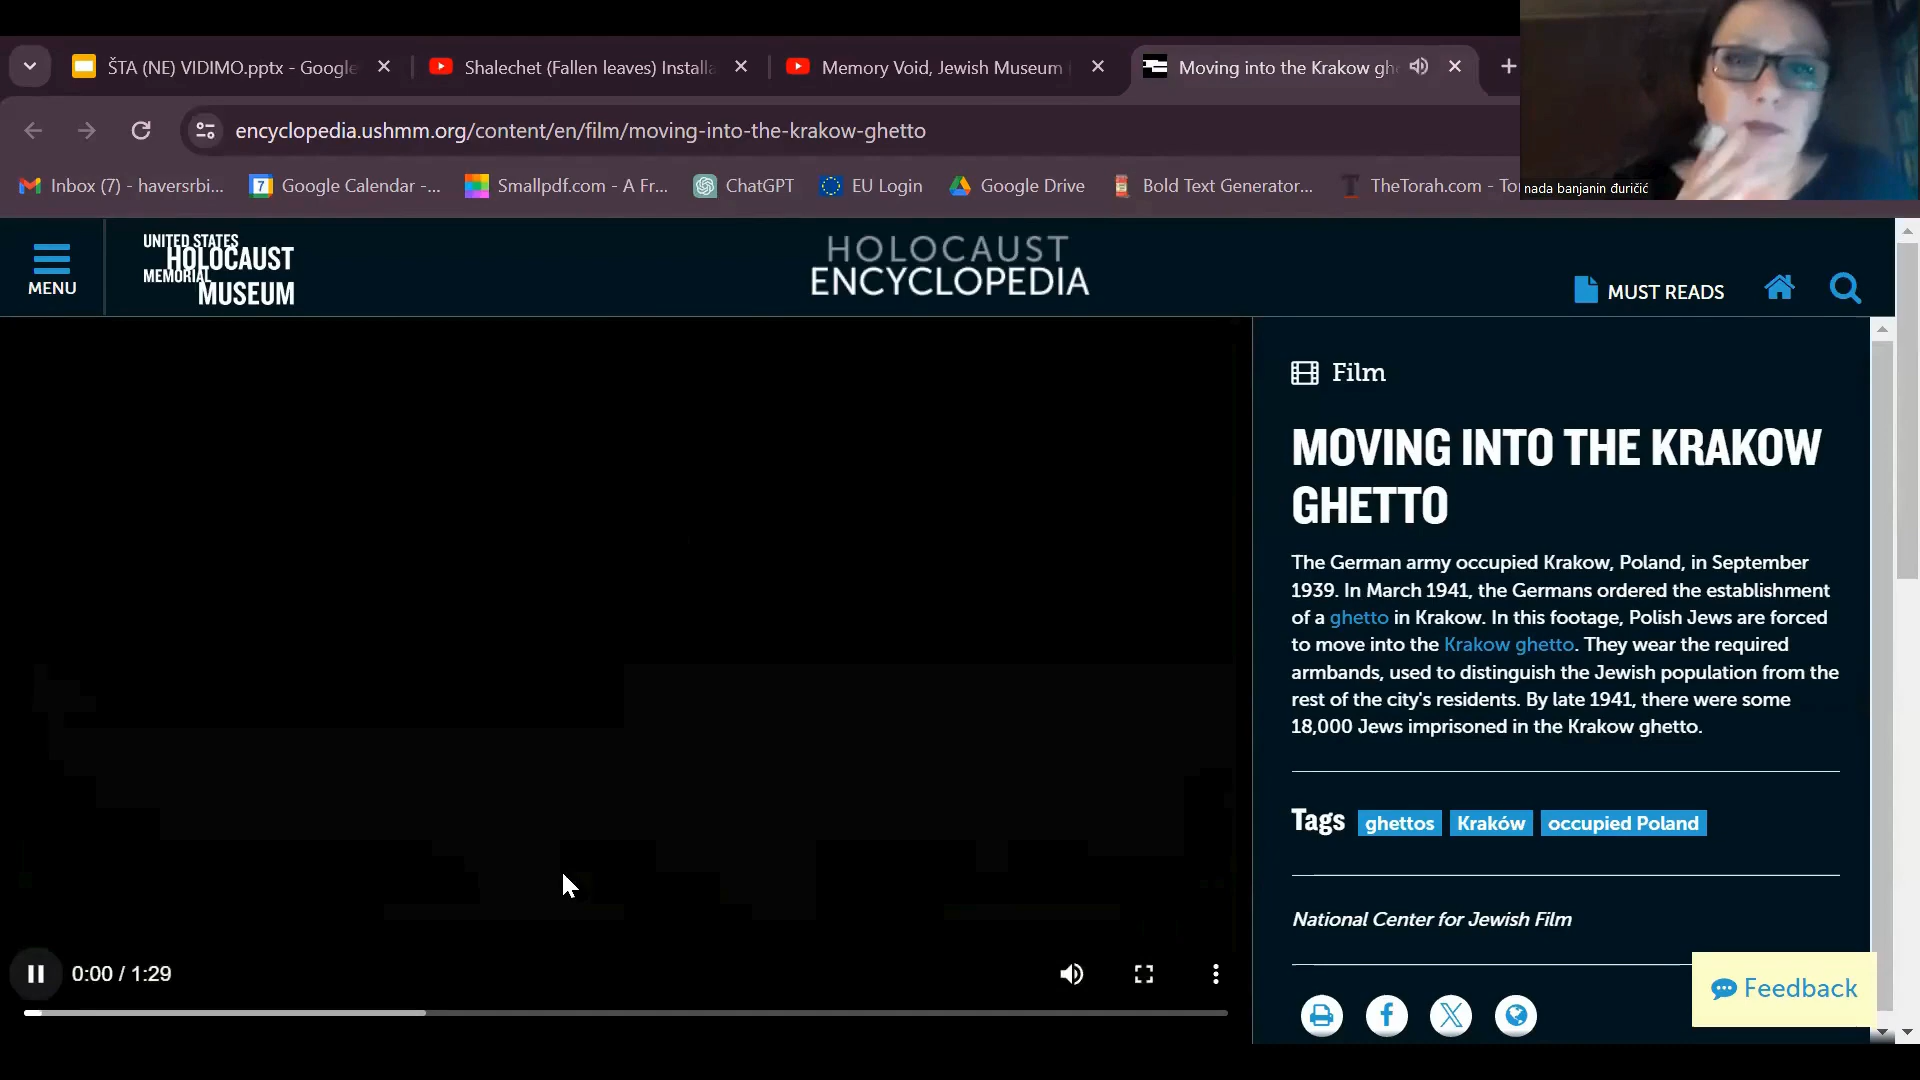 ŠTA (NE) VIDIMO.pptx - Google
Shalechet (Fallen leaves) Installa
Memory Void, Jewish Museum
Moving into the Krakow gh
encyclopedia.ushmm.org/content/en/film/moving-into-the-krakow-ghetto
Inbox (7) - haversrbi...
7
Google Calendar -...
Smallpdf.com - A Fr...
ChatGPT
EU Login
Google Drive
Bold Text Generator...
TheTorah.com - To
nada banjanin đuričić
MENU
UNITED STATES
HOLOCAUST
MEMORIAL
MUSEUM
HOLOCAUST
ENCYCLOPEDIA
MUST READS
Film
MOVING INTO THE KRAKOW
GHETTO
The German army occupied Krakow, Poland, in September
1939. In March 1941, the Germans ordered the establishment
of a ghetto in Krakow. In this footage, Polish Jews are forced
to move into the Krakow ghetto. They wear the required
armbands, used to distinguish the Jewish population from the
rest of the city's residents. By late 1941, there were some
18,000 Jews imprisoned in the Krakow ghetto.
Tags ghettos Kraków occupied Poland
National Center for Jewish Film
0:00 / 1:29
Feedback